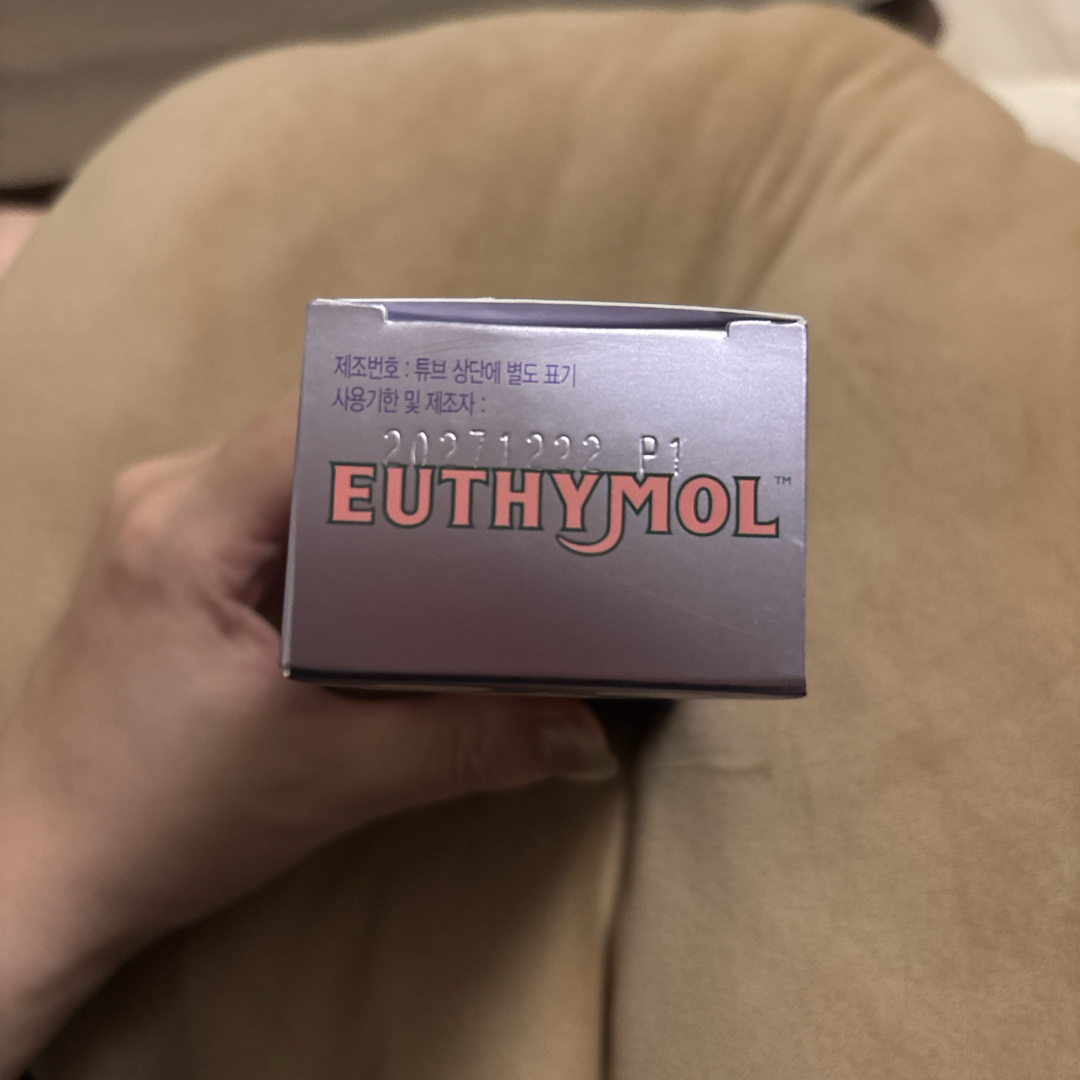 제조번호 : 튜브 상단에 별도 표기
사용기한 및 제조자 :
20271222 P1
EUTHYMOL™